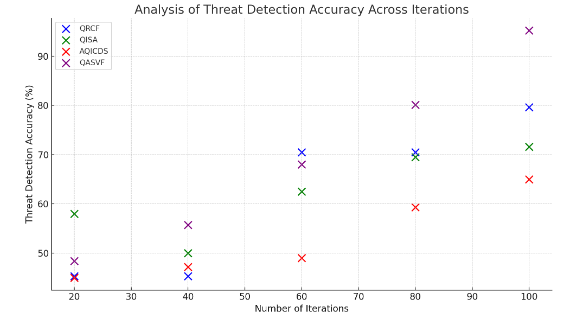 Analysis of Threat Detection Accuracy Across Iterations
QRCF
QISA
AQICDS
QASVF
Threat Detection Accuracy (%)
90
80
70
60
50
20 30 40 50 60 70 80 90 100
Number of Iterations